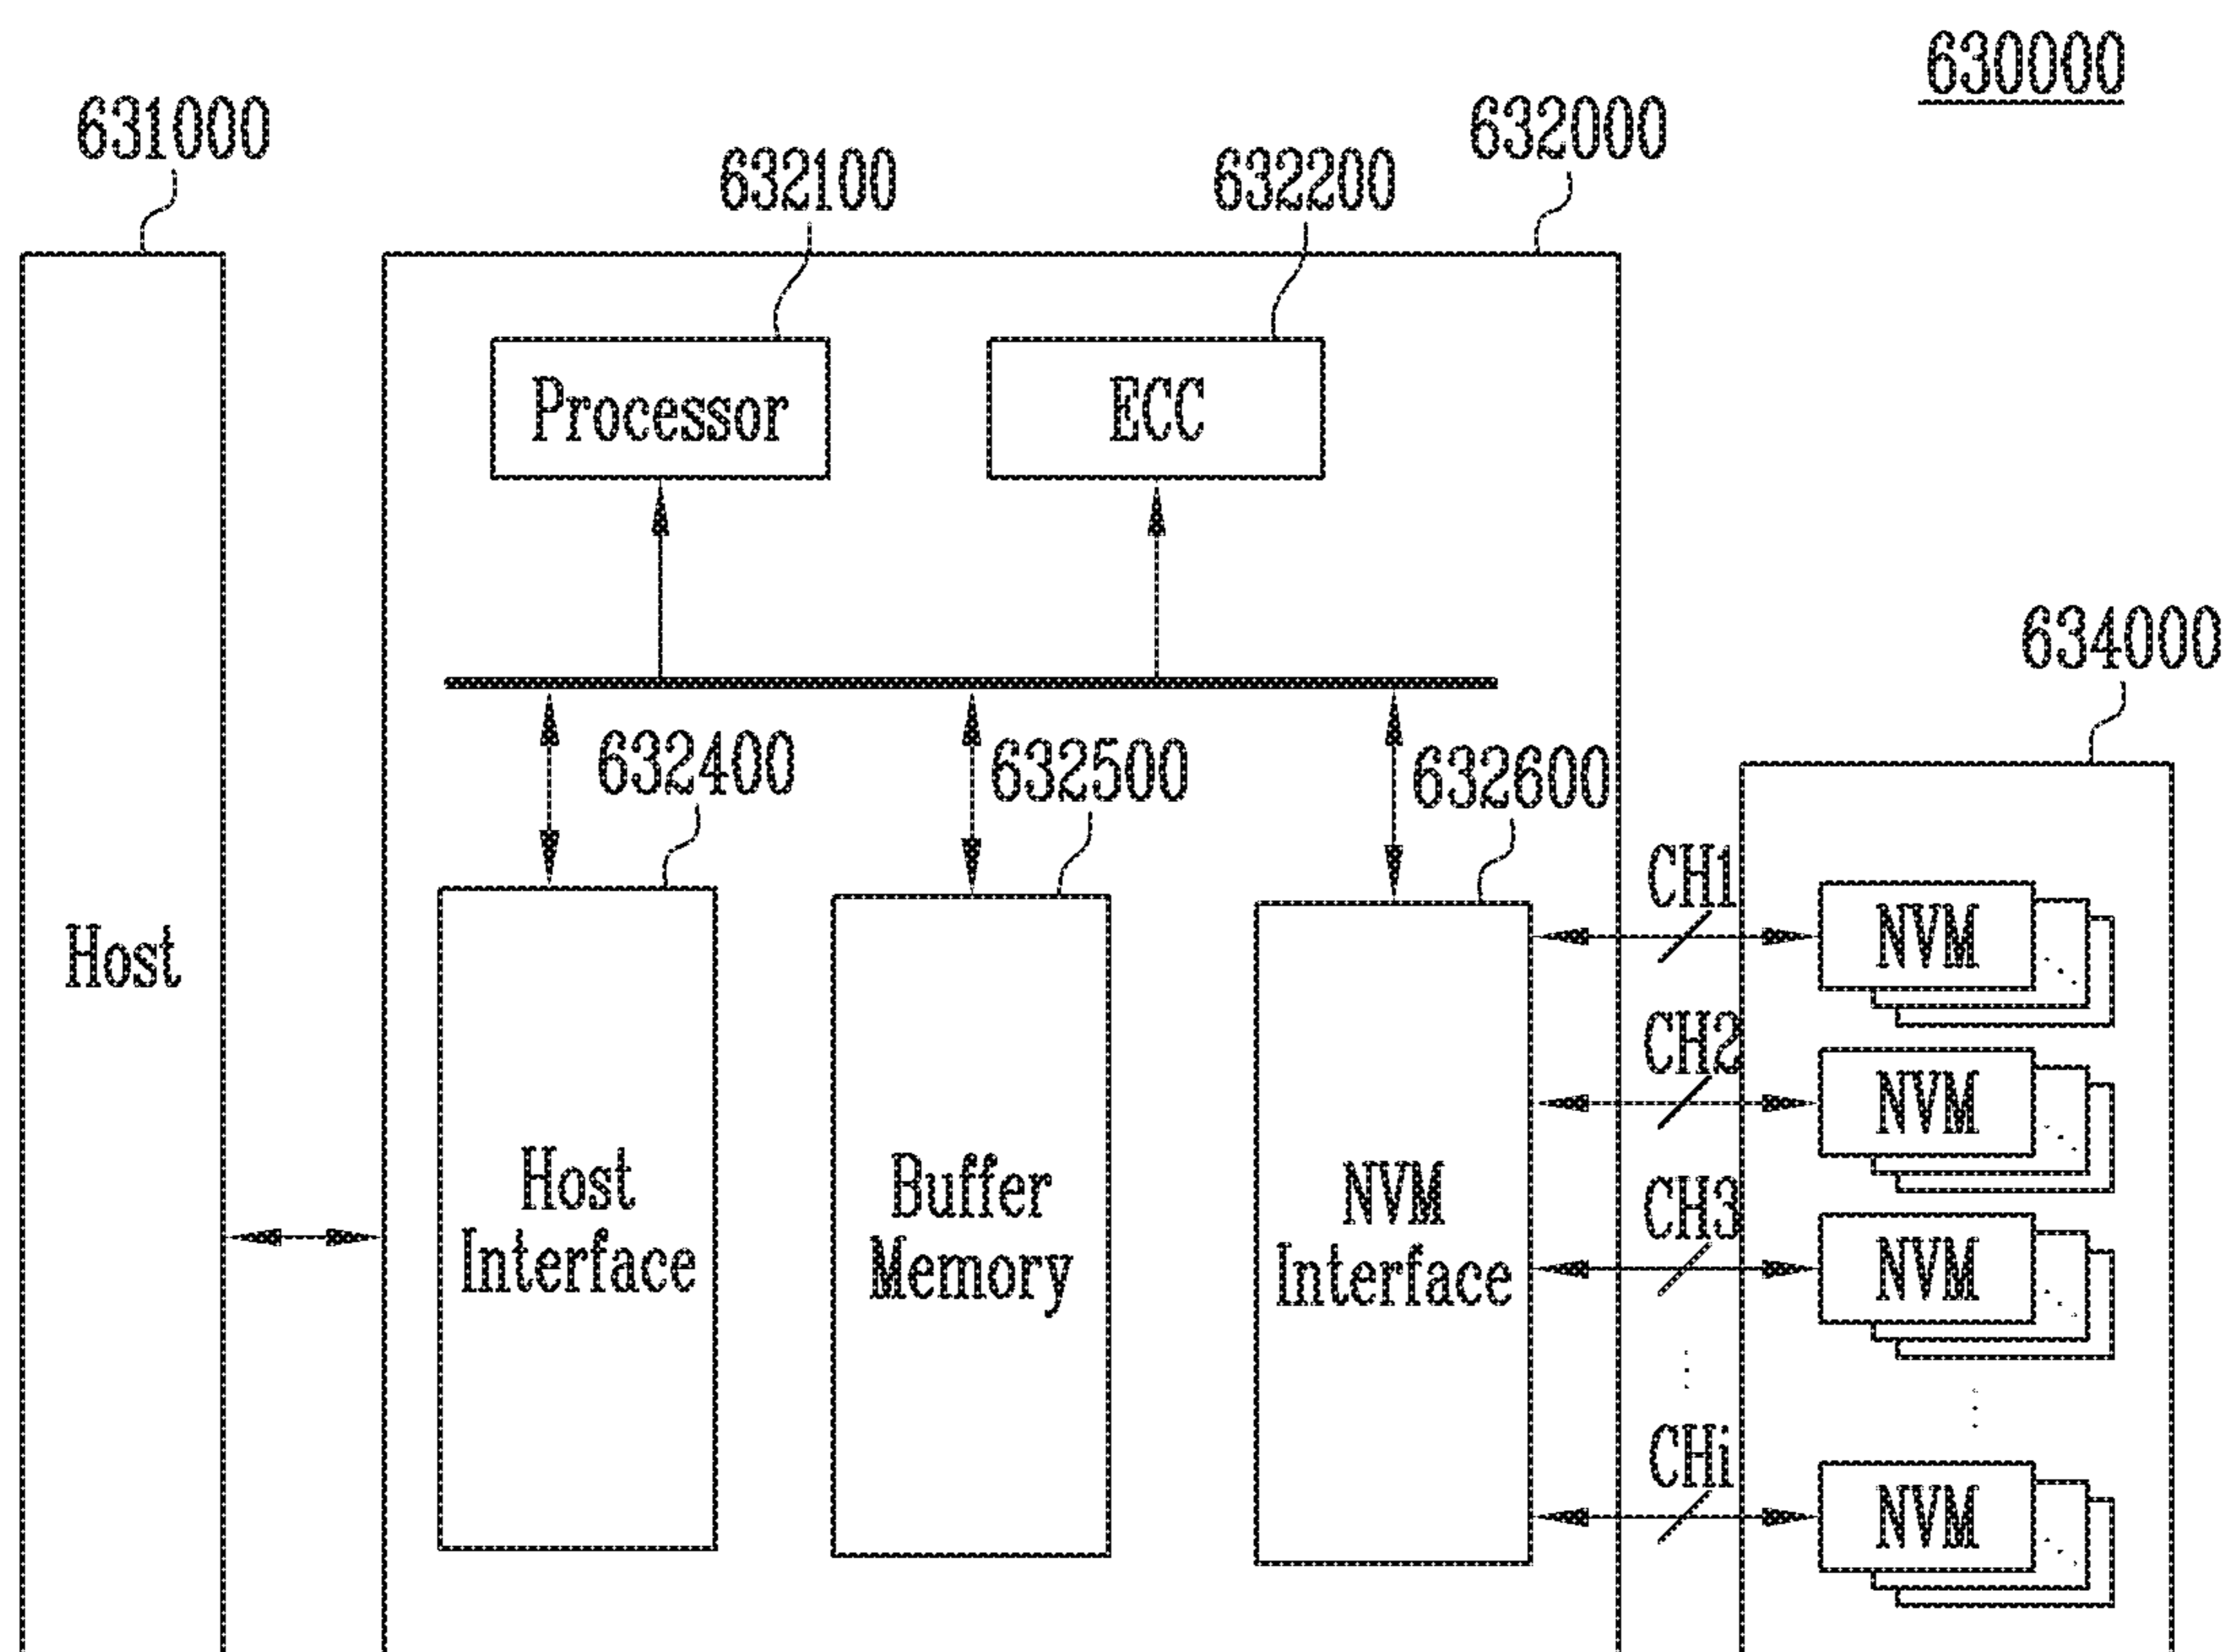 630000
631000
632000
632100
632200
Processor
ECC
634000
632400
632500
632600
CH1
NVM
Host
CH2
NVM
Host
Interface
Buffer
Memory
NVM
Interface
CH3
NVM
CHi
NVM